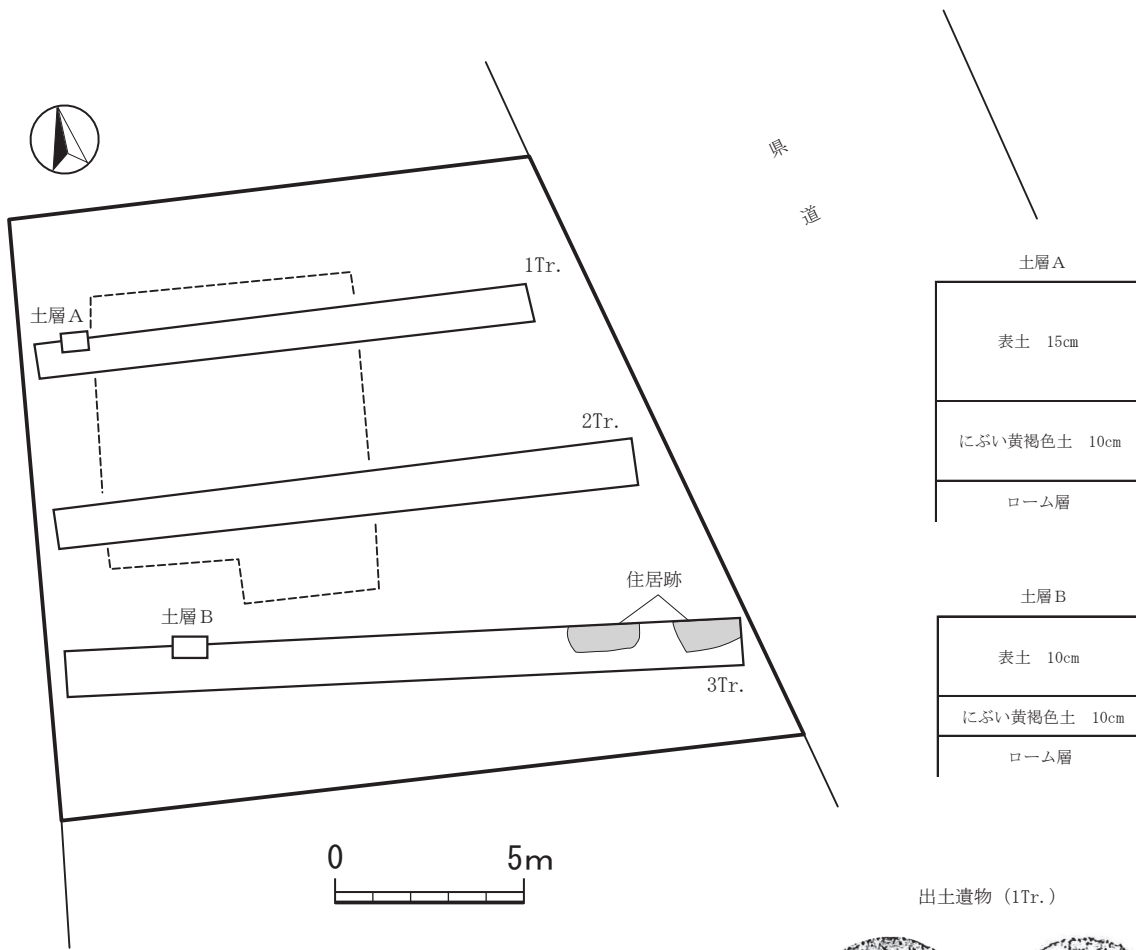 県
道
1Tr.
土層A
2Tr.
住居跡
土層B
3Tr.
0 5m
土層A
表土 15cm
にぶい黄褐色土 10cm
ローム層
土層B
表土 10cm
にぶい黄褐色土 10cm
ローム層
出土遺物（1Tr.）